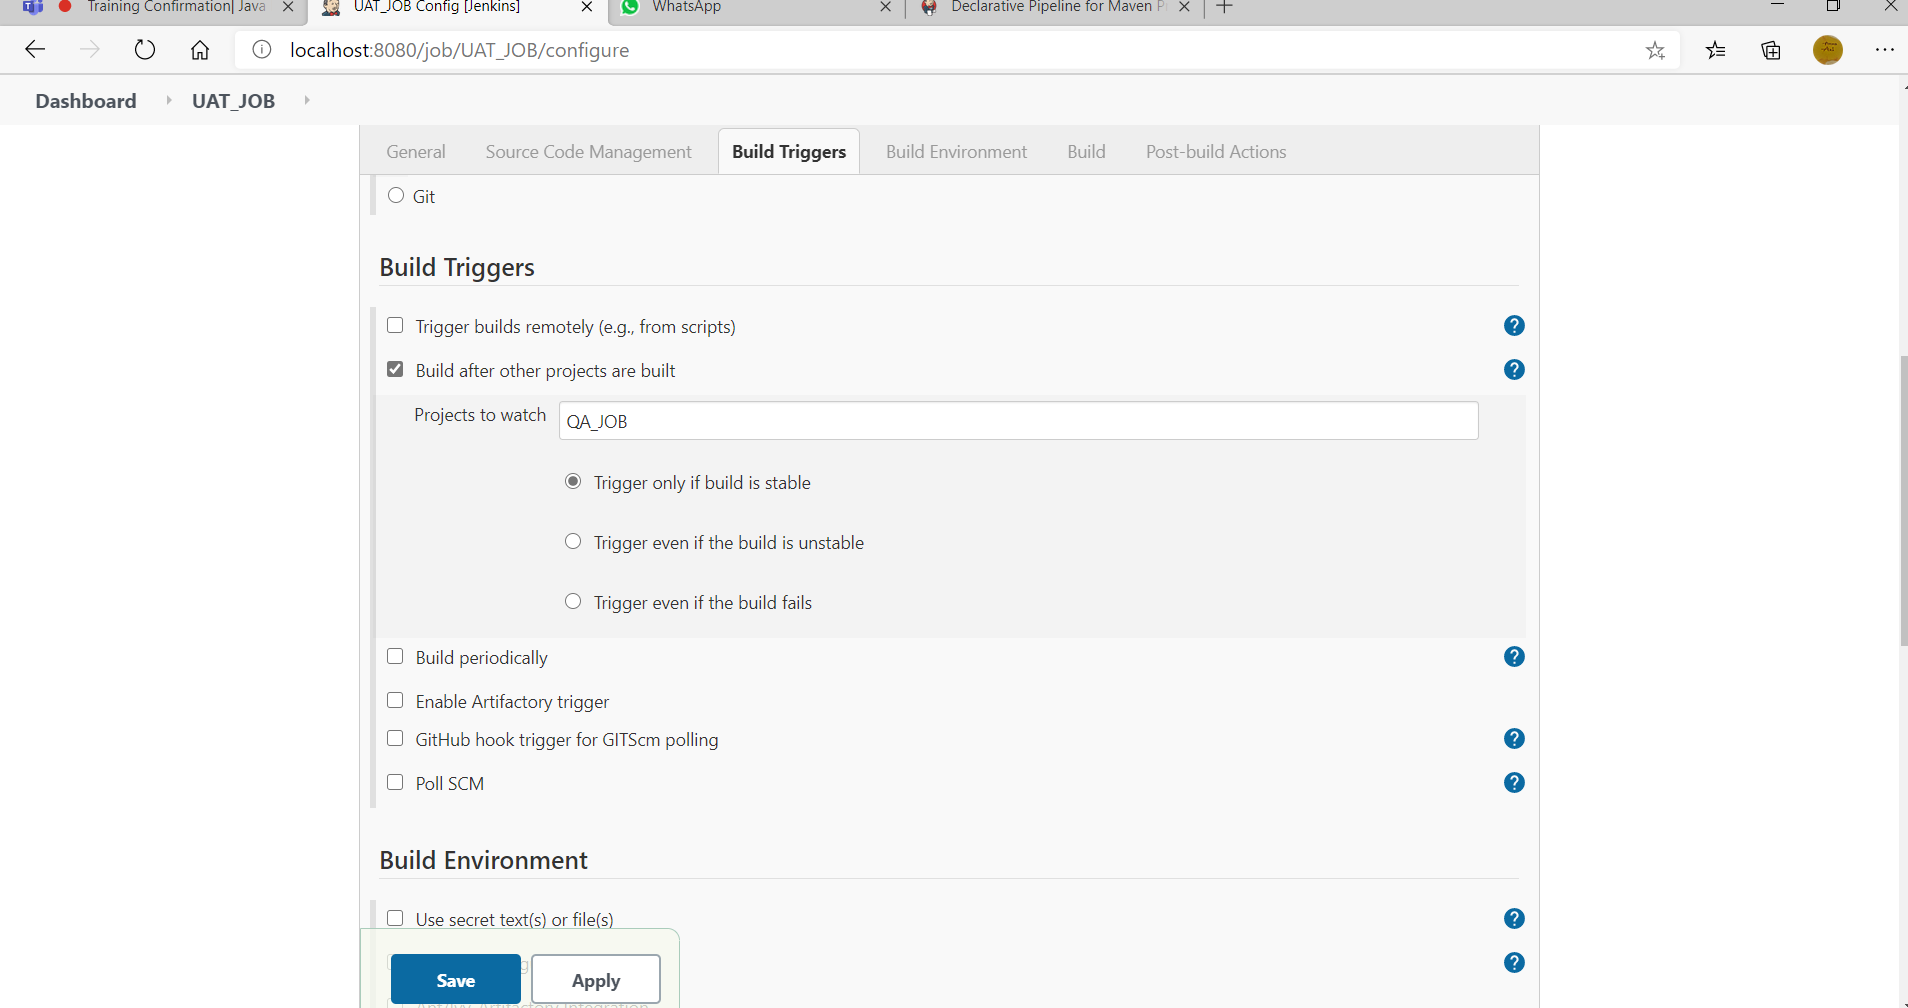 Training Confirmation| Java
UAT_JOB Config [Jenkins]
WhatsApp
Declarative Pipeline for Maven P
localhost:8080/job/UAT_JOB/configure
Dashboard
UAT_JOB
General
Source Code Management
Build Triggers
Build Environment
Build
Post-build Actions
Git
Build Triggers
Trigger builds remotely (e.g., from scripts)
?
Build after other projects are built
?
Projects to watch
QA_JOB
Trigger only if build is stable
Trigger even if the build is unstable
Trigger even if the build fails
Build periodically
?
Enable Artifactory trigger
GitHub hook trigger for GITScm polling
?
Poll SCM
?
Build Environment
Use secret text(s) or file(s)
?
Save
Apply
?
Ant/Ivy-Artifactory Integration